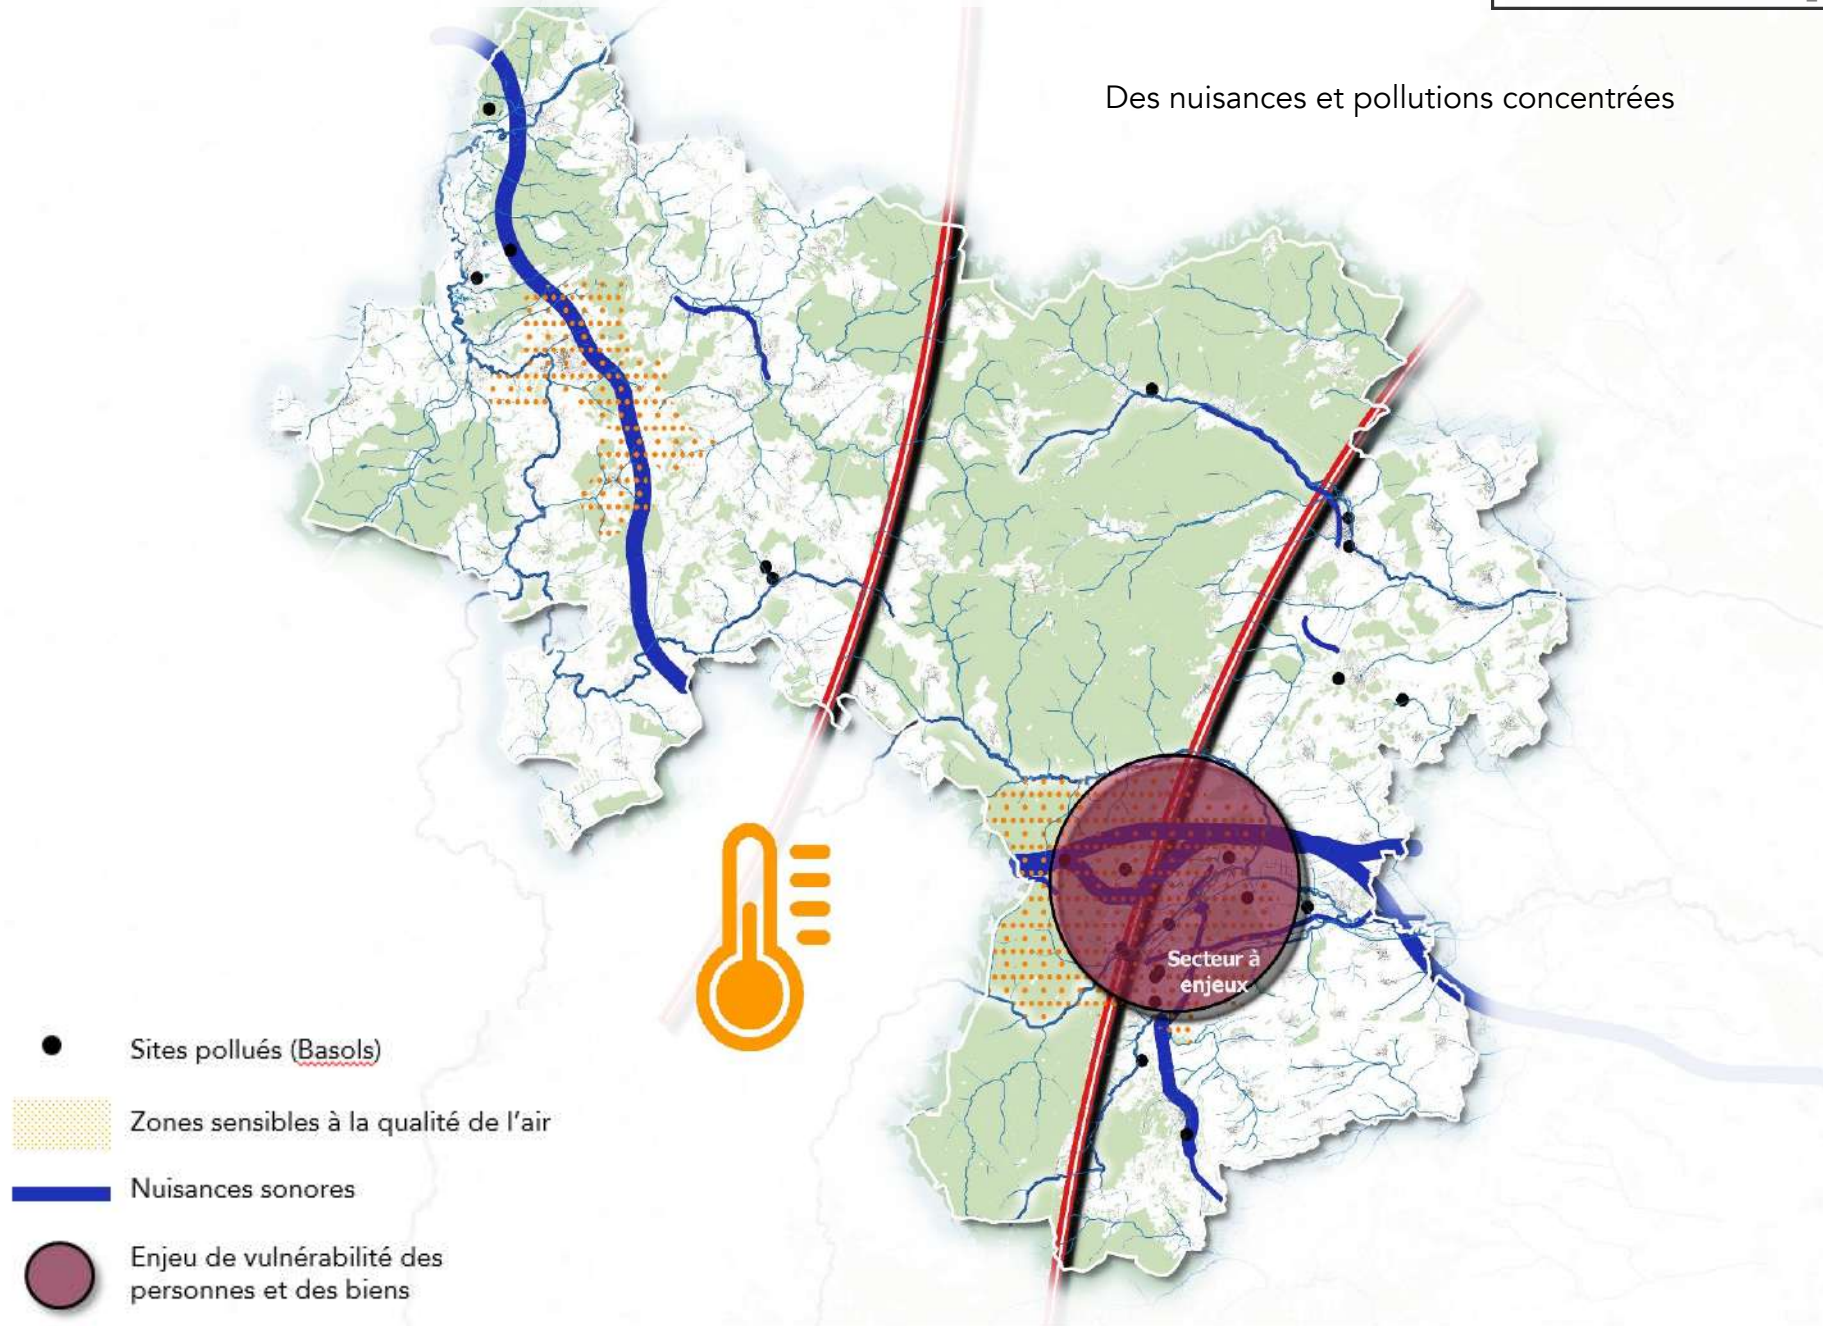 Des nuisances et pollutions concentrées
Secteur à
enjeux
Sites pollués (Basols)
Zones sensibles à la qualité de l'air
Nuisances sonores
Enjeu de vulnérabilité des
personnes et des biens